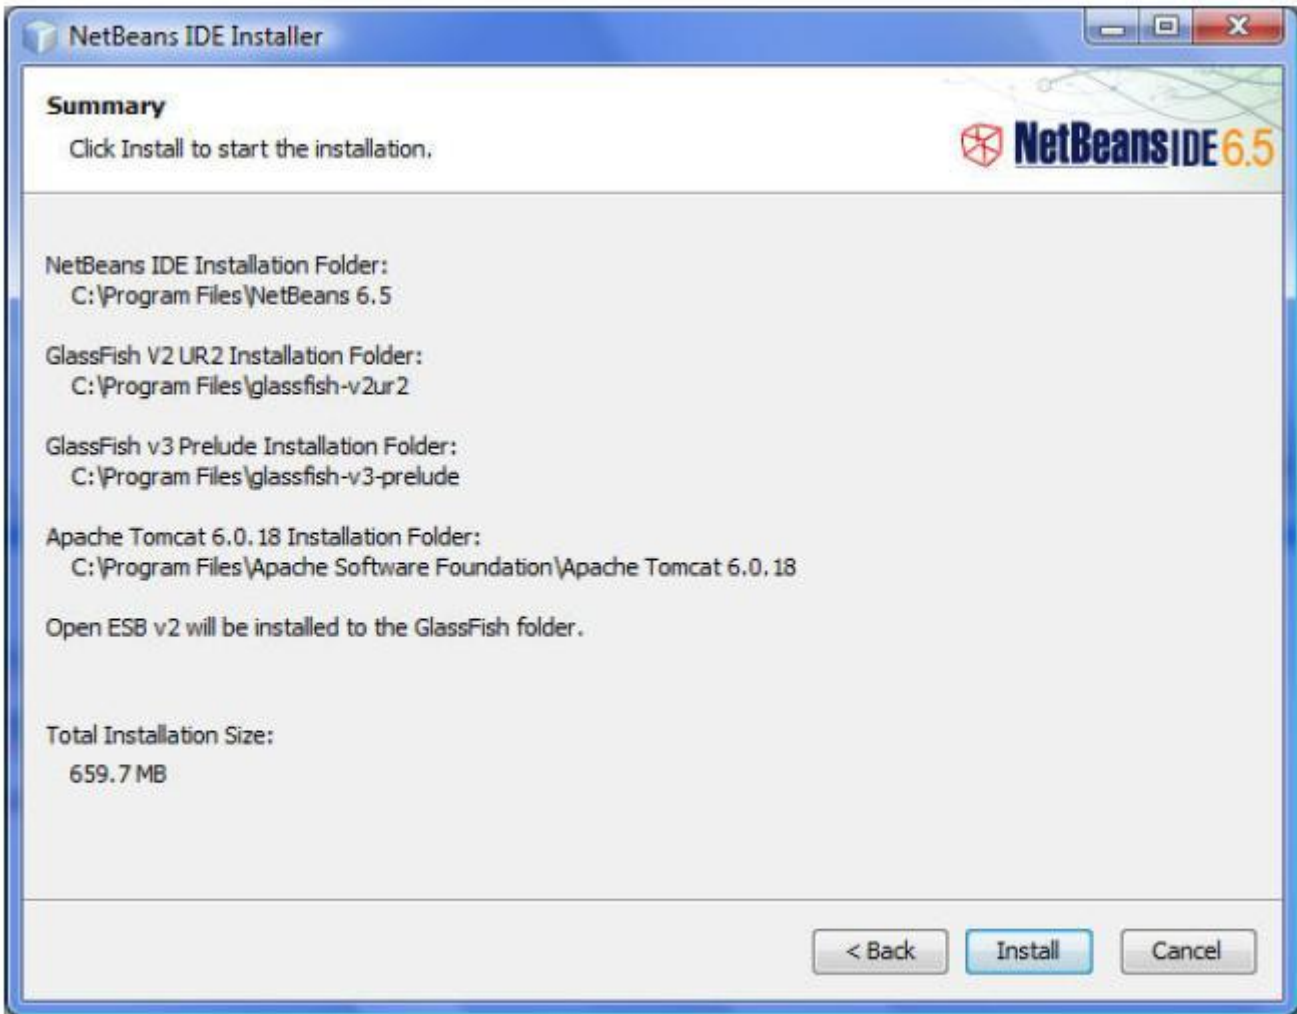 NetBeans IDE Installer
Summary
Click Install to start the installation.
NetBeans IDE 6.5
NetBeans IDE Installation Folder:
C:\Program Files\NetBeans 6.5
GlassFish V2 UR2 Installation Folder:
C:\Program Files\glassfish-v2ur2
GlassFish v3 Prelude Installation Folder:
C:\Program Files\glassfish-v3-prelude
Apache Tomcat 6.0.18 Installation Folder:
C:\Program Files\Apache Software Foundation\Apache Tomcat 6.0.18
Open ESB v2 will be installed to the GlassFish folder.
Total Installation Size:
659.7 MB
< Back Install Cancel